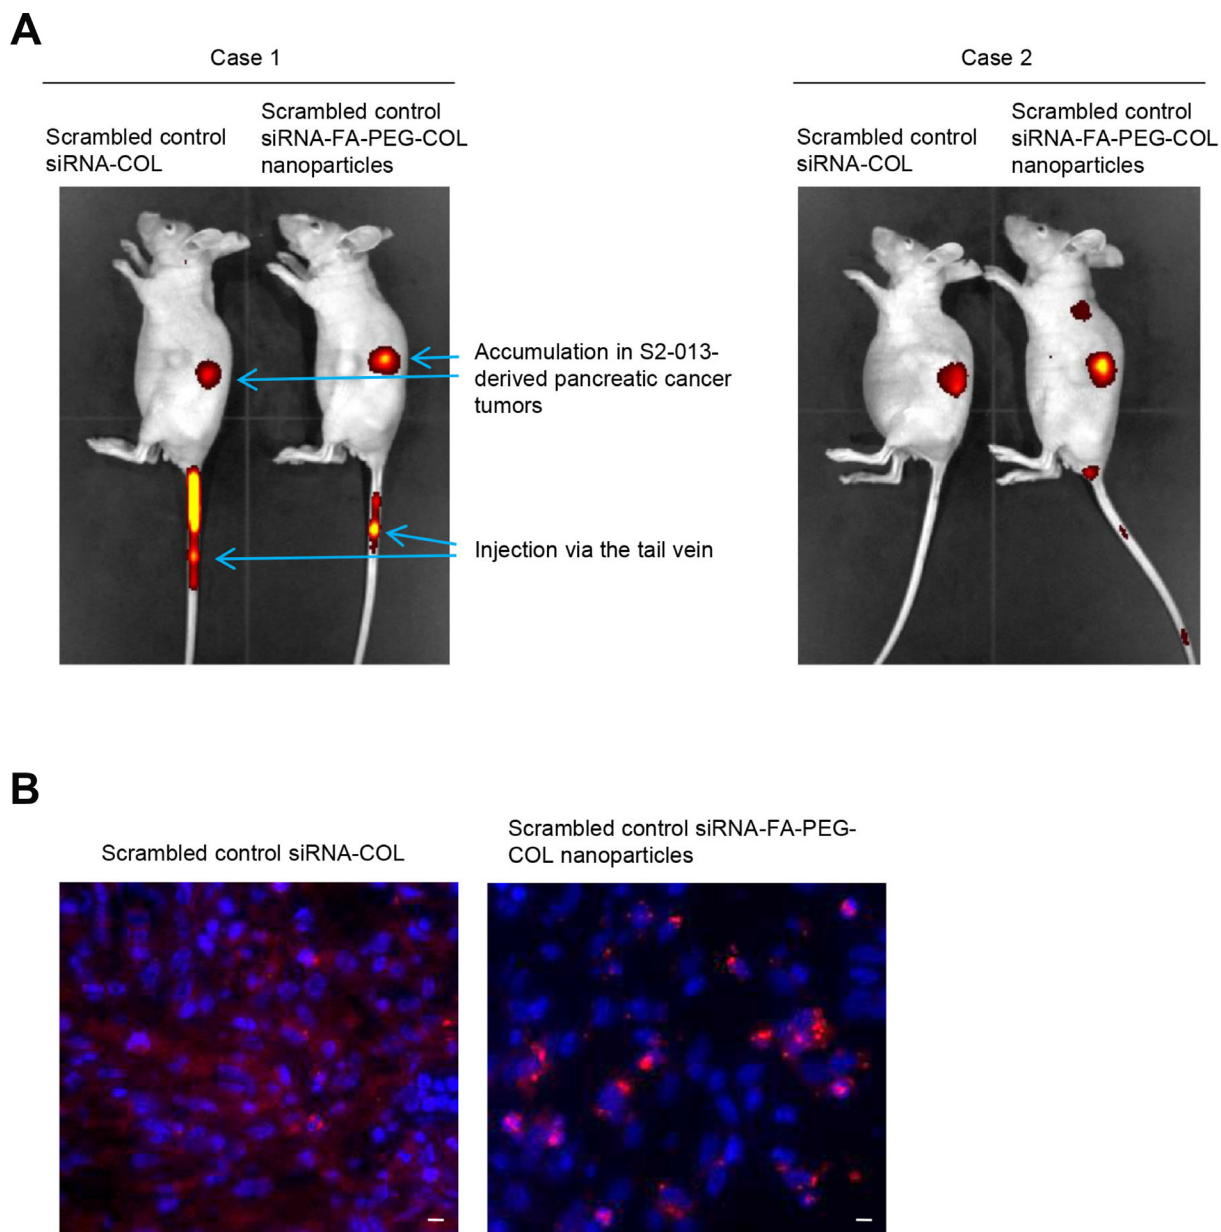 A
Case 1
Case 2
Scrambled control
siRNA-COL
Scrambled control
siRNA-FA-PEG-COL
nanoparticles
Scrambled control
siRNA-COL
Scrambled control
siRNA-FA-PEG-COL
nanoparticles
Accumulation in S2-013-
derived pancreatic cancer
tumors
Injection via the tail vein
B
Scrambled control siRNA-COL
Scrambled control siRNA-FA-PEG-
COL nanoparticles